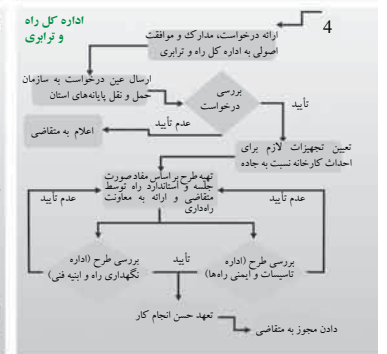 اداره کل راه
و ترابری
4
ارائه درخواست، مدارک و موافقت
اصولی به اداره کل راه و ترابری
ارسال عین درخواست به سازمان
حمل و نقل پایانه‌های استان
بررسی
درخواست
تأیید
عدم تأیید
اعلام به متقاضی
تعیین تجهیزات لازم برای
احداث کارخانه نسبت به جاده
تهیه طرح بر اساس مفاد صورت
جلسه و استاندارد راه توسط
متقاضی و ارائه به معاونت
راهداری
عدم تأیید
عدم تأیید
بررسی طرح (اداره
تاسیسات و ایمنی راه‌ها)
تأیید
بررسی طرح (اداره
نگهداری راه و ابنیه فنی)
تعهد حسن انجام کار
دادن مجوز به متقاضی